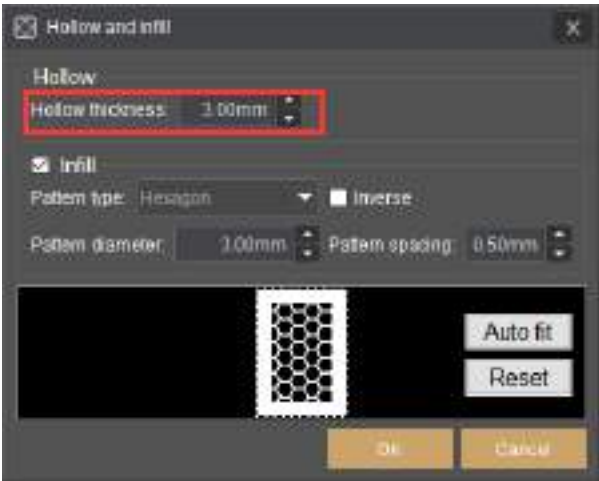 Hollow and infill
Hollow
Hollow thickness: 3.00mm
Infill
Pattern type: Hexagon Inverse
Pattern diameter: 3.00mm Pattern spacing: 0.50mm
Auto fit
Reset
OK Cancel